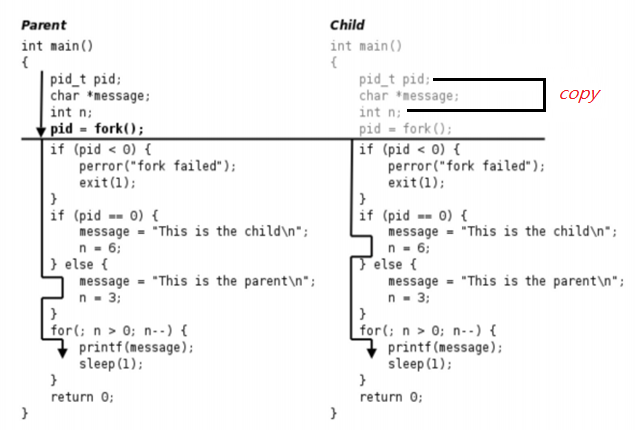 Parent
int main()
{
pid_t pid;
char *message;
int n;
pid = fork();
if (pid < 0) {
perror("fork failed");
exit(1);
}
if (pid == 0) {
message = "This is the child\n";
n = 6;
} else {
message = "This is the parent\n";
n = 3;
}
for(; n > 0; n--) {
printf(message);
sleep(1);
}
return 0;
}
Child
int main()
{
pid_t pid;
char *message;
int n;
pid = fork();
copy
if (pid < 0) {
perror("fork failed");
exit(1);
}
if (pid == 0) {
message = "This is the child\n";
n = 6;
} else {
message = "This is the parent\n";
n = 3;
}
for(; n > 0; n--) {
printf(message);
sleep(1);
}
return 0;
}